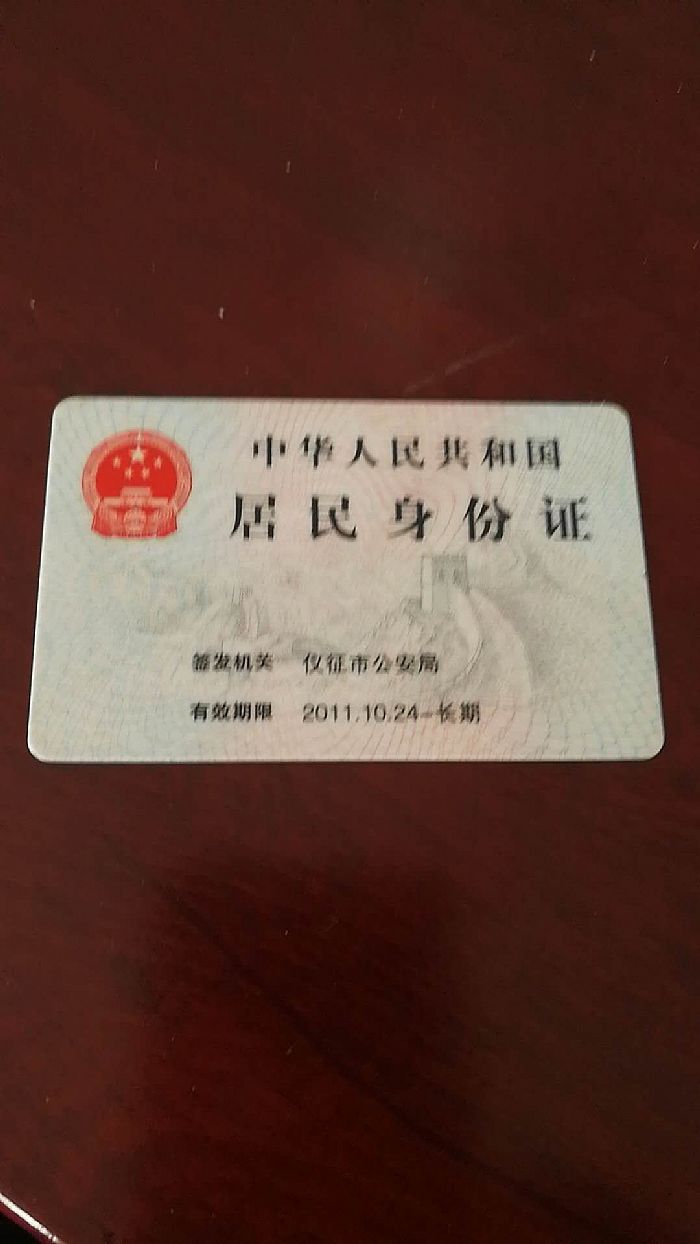 中华人民共和国
居民身份证
签发机关 仪征市公安局
有效期限 2011.10.24-长期